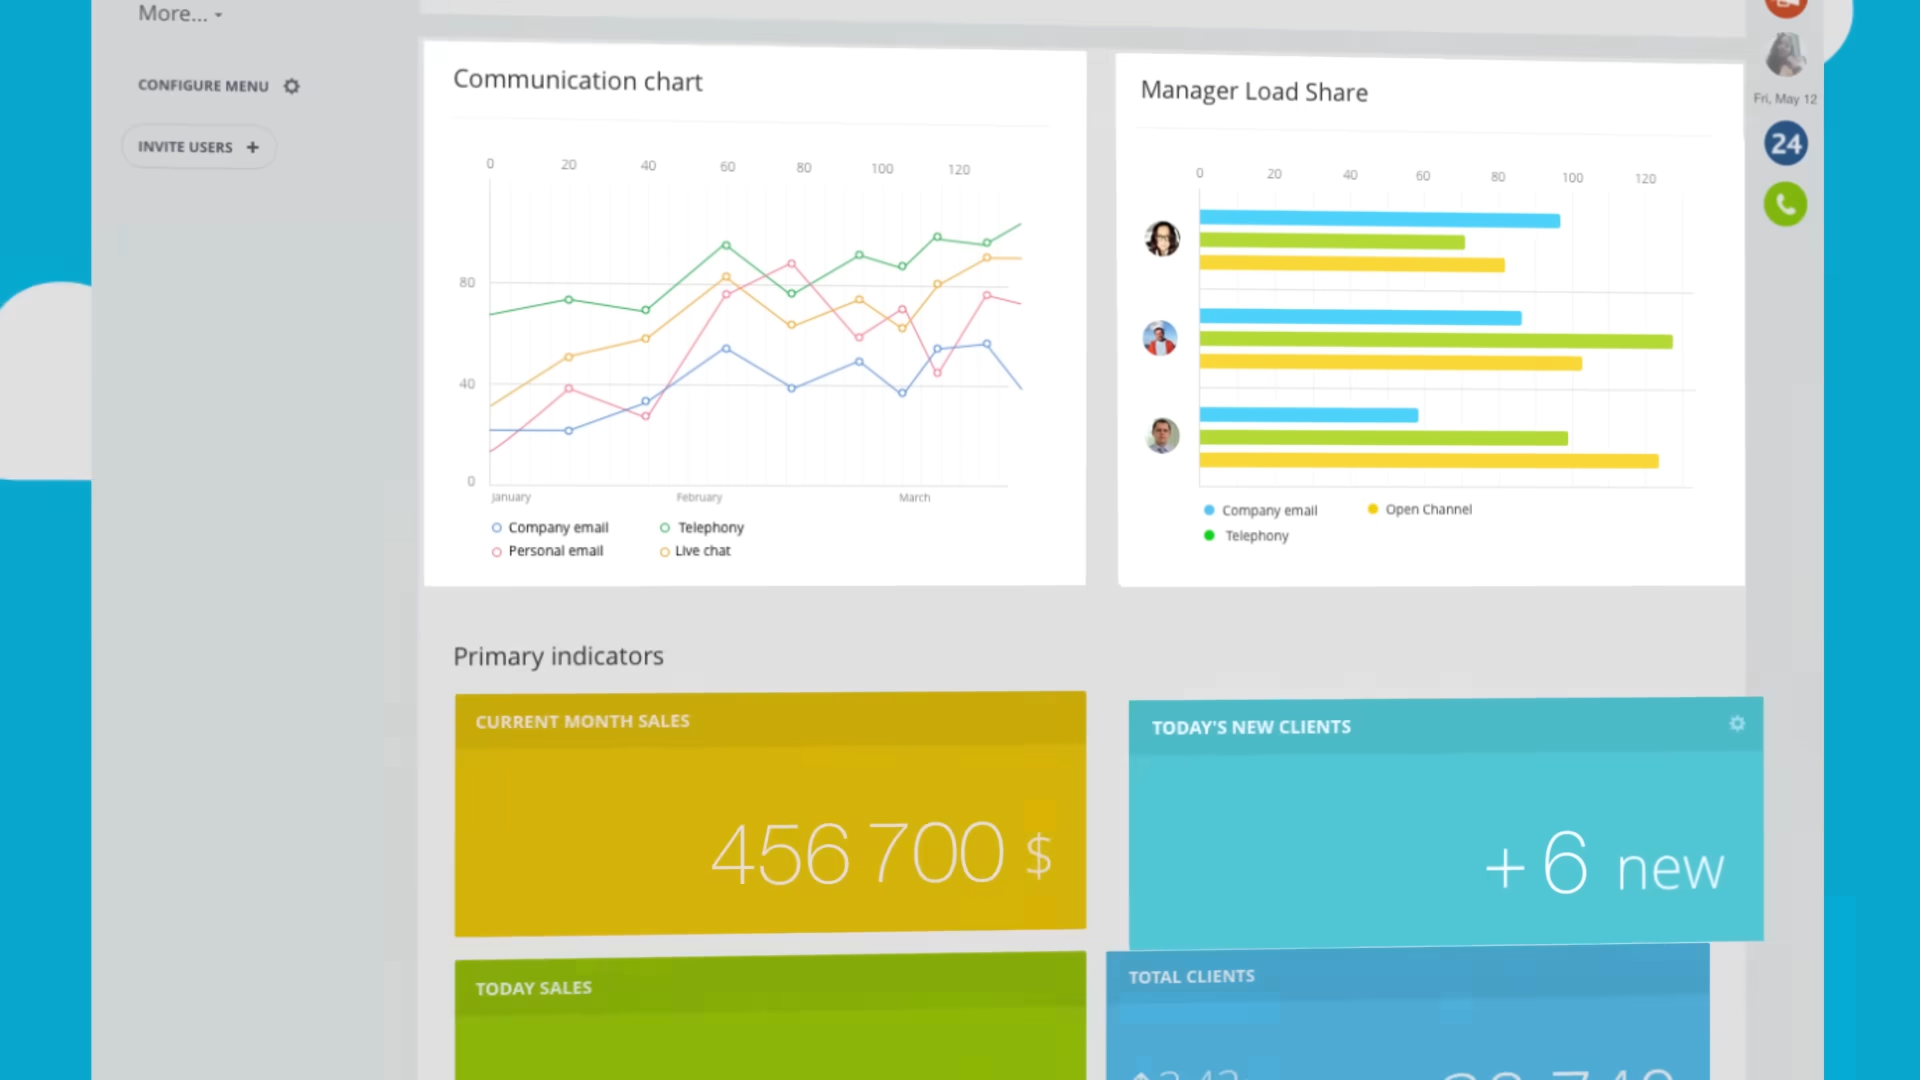 More...
CONFIGURE MENU
INVITE USERS +
Communication chart
0 20 40 60 80 100 120
80
40
0
January February March
Company email Telephony
Personal email Live chat
Manager Load Share
0 20 40 60 80 100 120
Company email Open Channel
Telephony
Fri, May 12
24
Primary indicators
CURRENT MONTH SALES
456 700 $
TODAY'S NEW CLIENTS
+ 6 new
TODAY SALES
TOTAL CLIENTS